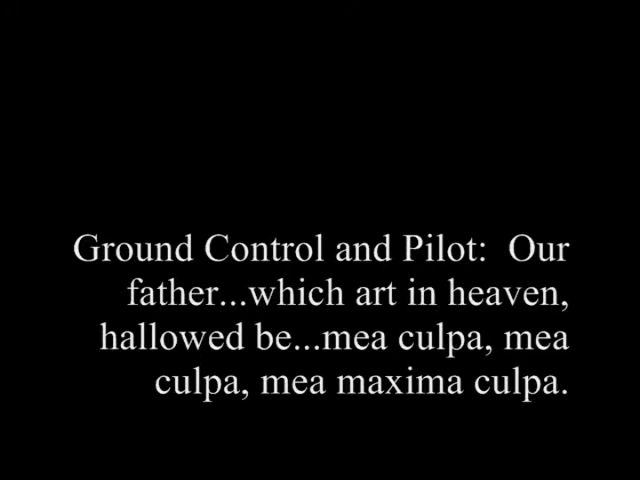 Ground Control and Pilot:  Our
father...which art in heaven,
hallowed be...mea culpa, mea
culpa, mea maxima culpa.